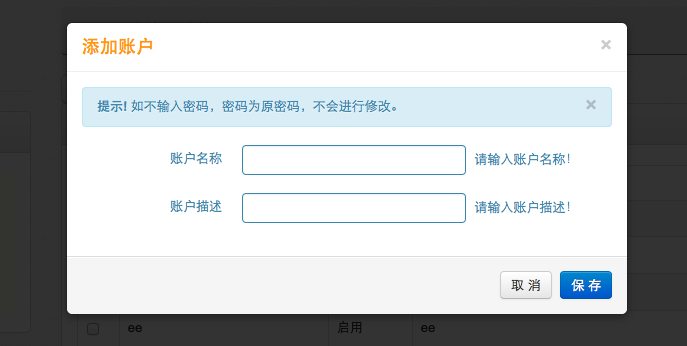 添加账户 ×
提示! 如不输入密码，密码为原密码，不会进行修改。 ×
账户名称 请输入账户名称!
账户描述 请输入账户描述!
取 消 保 存
ee 启用 ee